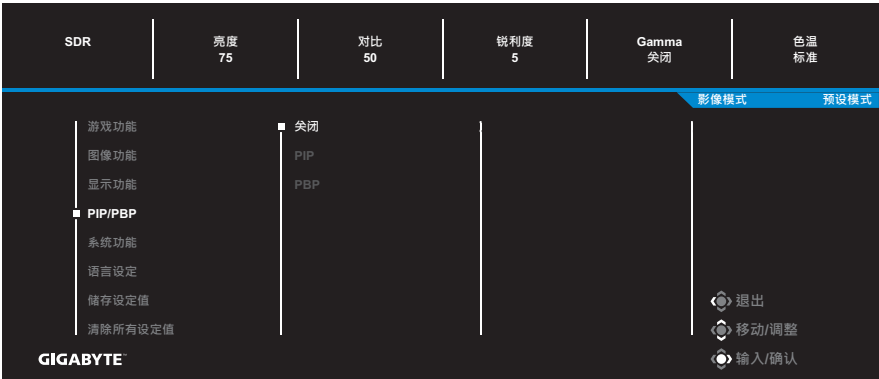 SDR
亮度
75
对比
50
锐利度
5
Gamma
关闭
色温
标准
影像模式
预设模式
游戏功能
图像功能
显示功能
PIP/PBP
系统功能
语言设定
储存设定值
清除所有设定值
关闭
PIP
PBP
退出
移动/调整
输入/确认
GIGABYTE™